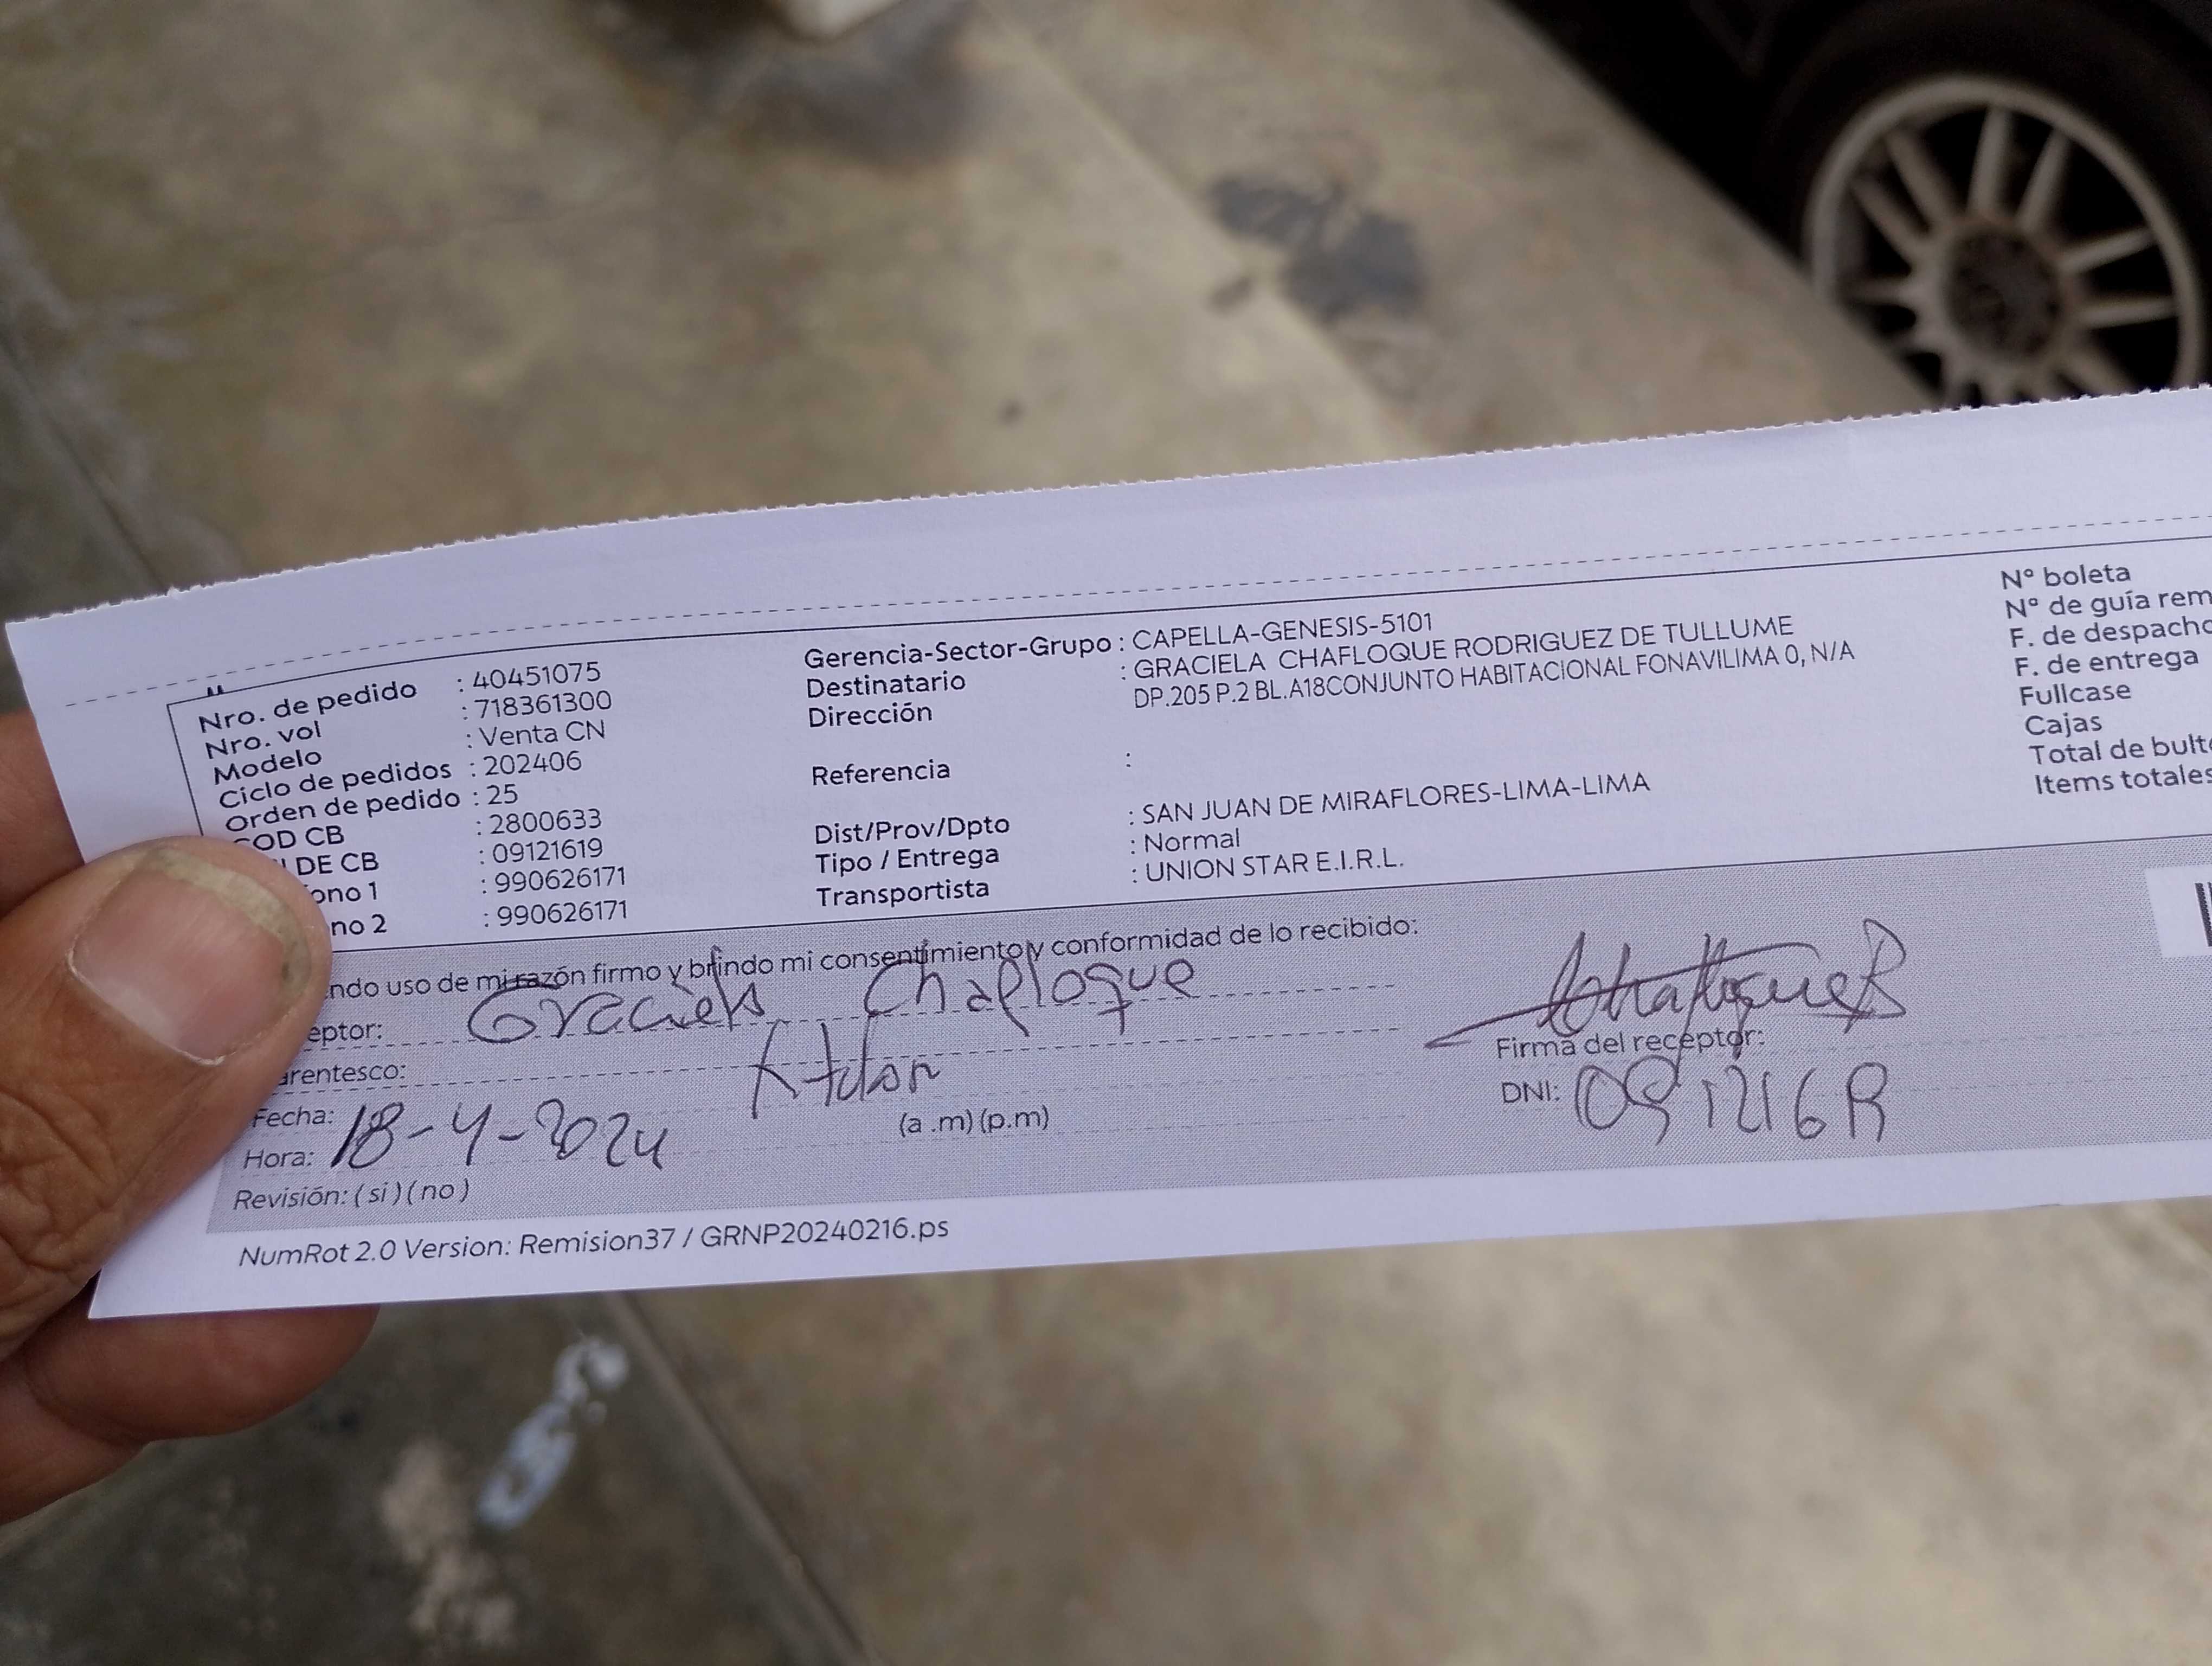 Nro. de pedido : 40451075
Nro. vol : 718361300
Modelo : Venta CN
Ciclo de pedidos : 202406
Orden de pedido : 25
COD CB : 2800633
DE CB : 09121619
ono 1 : 990626171
no 2 : 990626171
Gerencia-Sector-Grupo : CAPELLA-GENESIS-5101
Destinatario : GRACIELA CHAFLOQUE RODRIGUEZ DE TULLUME
Dirección DP.205 P.2 BL.A18CONJUNTO HABITACIONAL FONAVILIMA 0, N/A
Referencia :
Dist/Prov/Dpto : SAN JUAN DE MIRAFLORES-LIMA-LIMA
Tipo / Entrega : Normal
Transportista : UNION STAR E.I.R.L.
N° boleta
N° de guía rem
F. de despacho
F. de entrega
Fullcase
Cajas
Total de bult
Items totales
ndo uso de mi razón firmo y brindo mi consentimiento y conformidad de lo recibido:
eptor: Graciela Chafloque
arentesco:
Fecha: 18-4-2024
Hora: (a .m) (p.m)
Revisión: ( si ) ( no )
Firma del receptor:
DNI:
NumRot 2.0 Version: Remision37 / GRNP20240216.ps